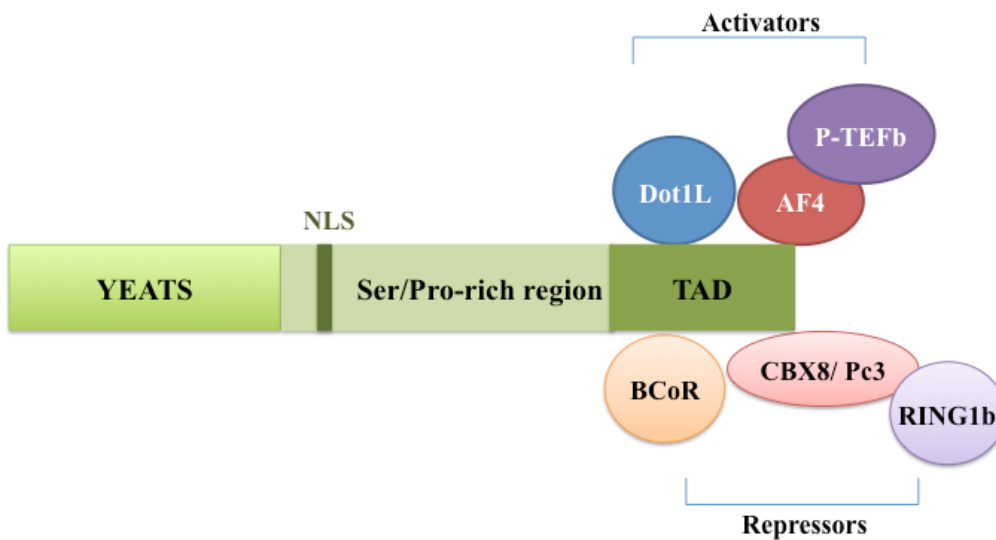 Activators
P-TEFb
Dot1L
AF4
NLS
YEATS
Ser/Pro-rich region
TAD
BCoR
CBX8/ Pc3
RING1b
Repressors